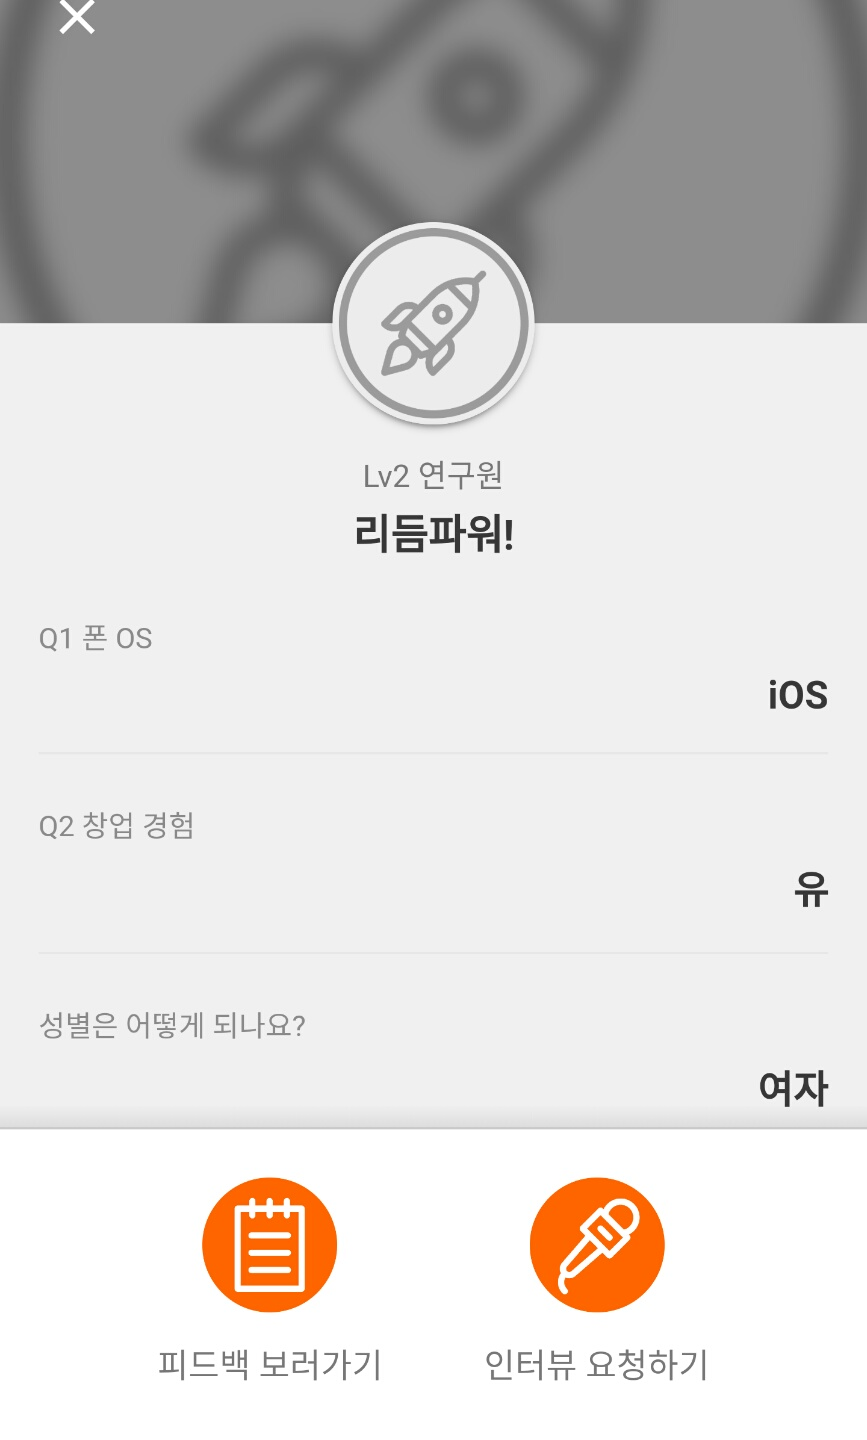 Lv2 연구원
리듬파워!
Q1 폰 OS
iOS
Q2 창업 경험
유
성별은 어떻게 되나요?
여자
피드백 보러가기
인터뷰 요청하기